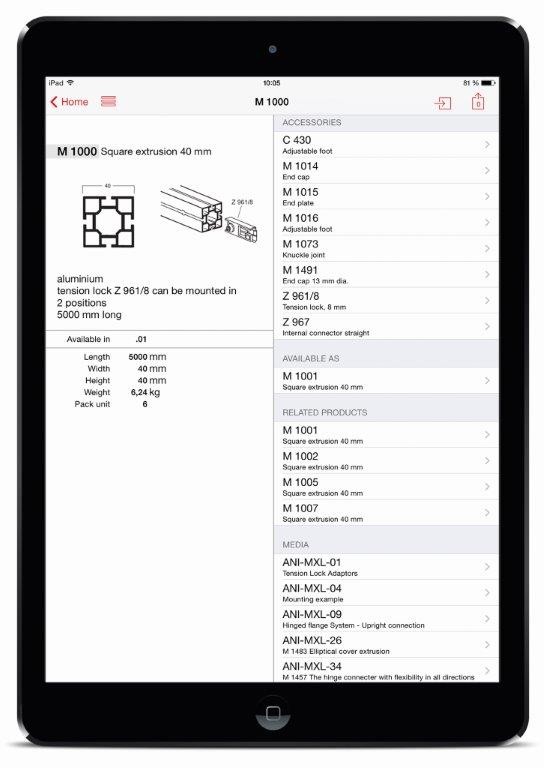 iPad
10:05
81 %
Home
M 1000
0
M 1000 Square extrusion 40 mm
40
Z 961/8
aluminium
tension lock Z 961/8 can be mounted in
2 positions
5000 mm long
Available in .01
Length 5000 mm
Width 40 mm
Height 40 mm
Weight 6,24 kg
Pack unit 6
ACCESSORIES
C 430
Adjustable foot
M 1014
End cap
M 1015
End plate
M 1016
Adjustable foot
M 1073
Knuckle joint
M 1491
End cap 13 mm dia.
Z 961/8
Tension lock, 8 mm
Z 967
Internal connector straight
AVAILABLE AS
M 1001
Square extrusion 40 mm
RELATED PRODUCTS
M 1001
Square extrusion 40 mm
M 1002
Square extrusion 40 mm
M 1005
Square extrusion 40 mm
M 1007
Square extrusion 40 mm
MEDIA
ANI-MXL-01
Tension Lock Adaptors
ANI-MXL-04
Mounting example
ANI-MXL-09
Hinged flange System - Upright connection
ANI-MXL-26
M 1483 Elliptical cover extrusion
ANI-MXL-34
M 1457 The hinge connecter with flexibility in all directions